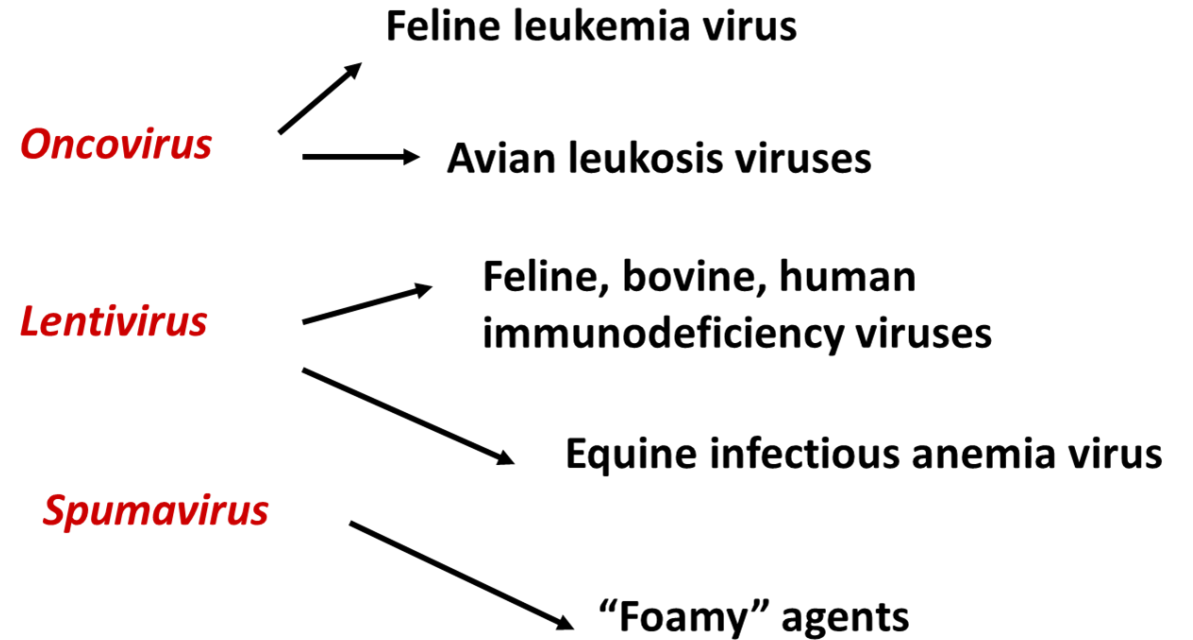 Feline leukemia virus
Oncovirus
Avian leukosis viruses
Feline, bovine, human
immunodeficiency viruses
Lentivirus
Equine infectious anemia virus
Spumavirus
“Foamy” agents